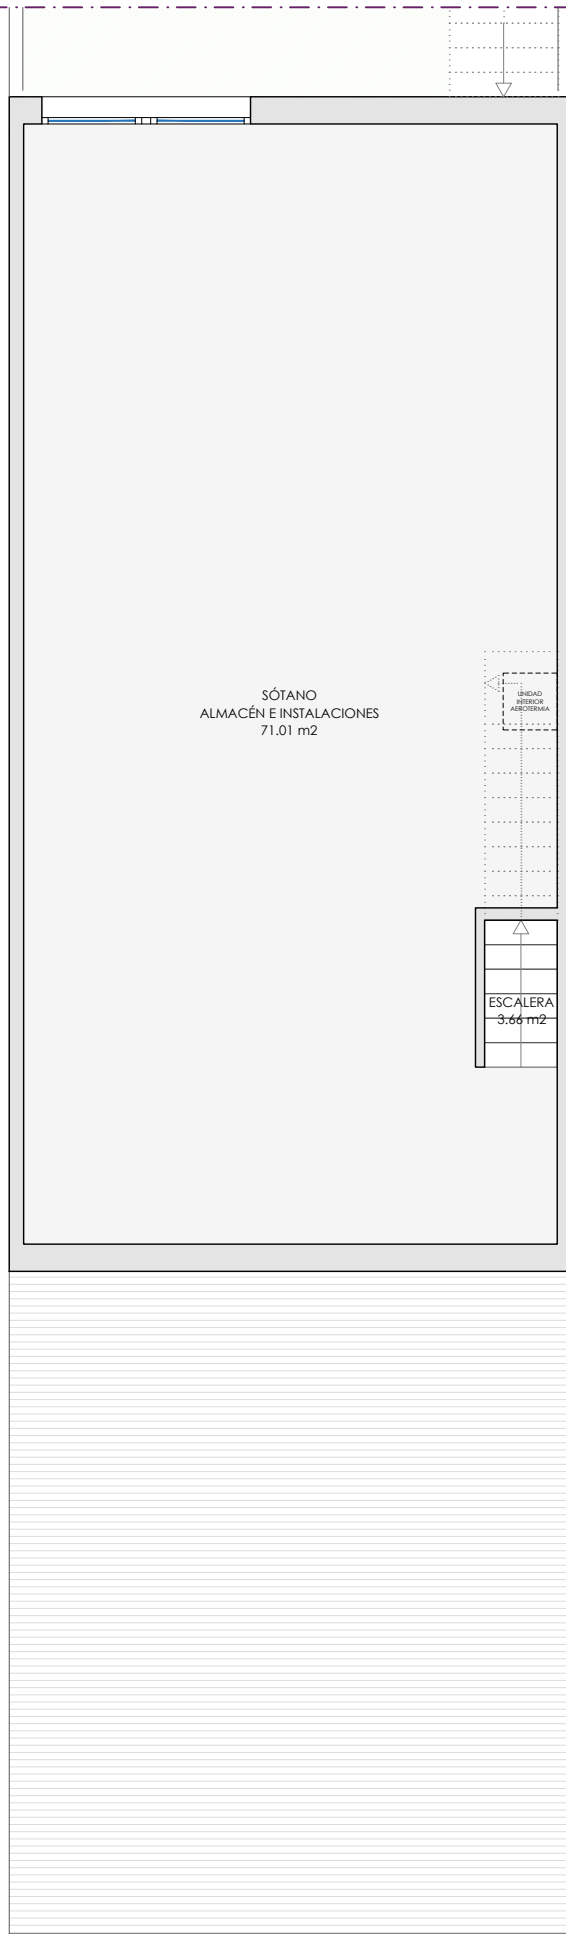 SÓTANO
ALMACÉN E INSTALACIONES
71.01 m2
UNIDAD
INTERIOR
AEROTERMIA
ESCALERA
3.66 m2